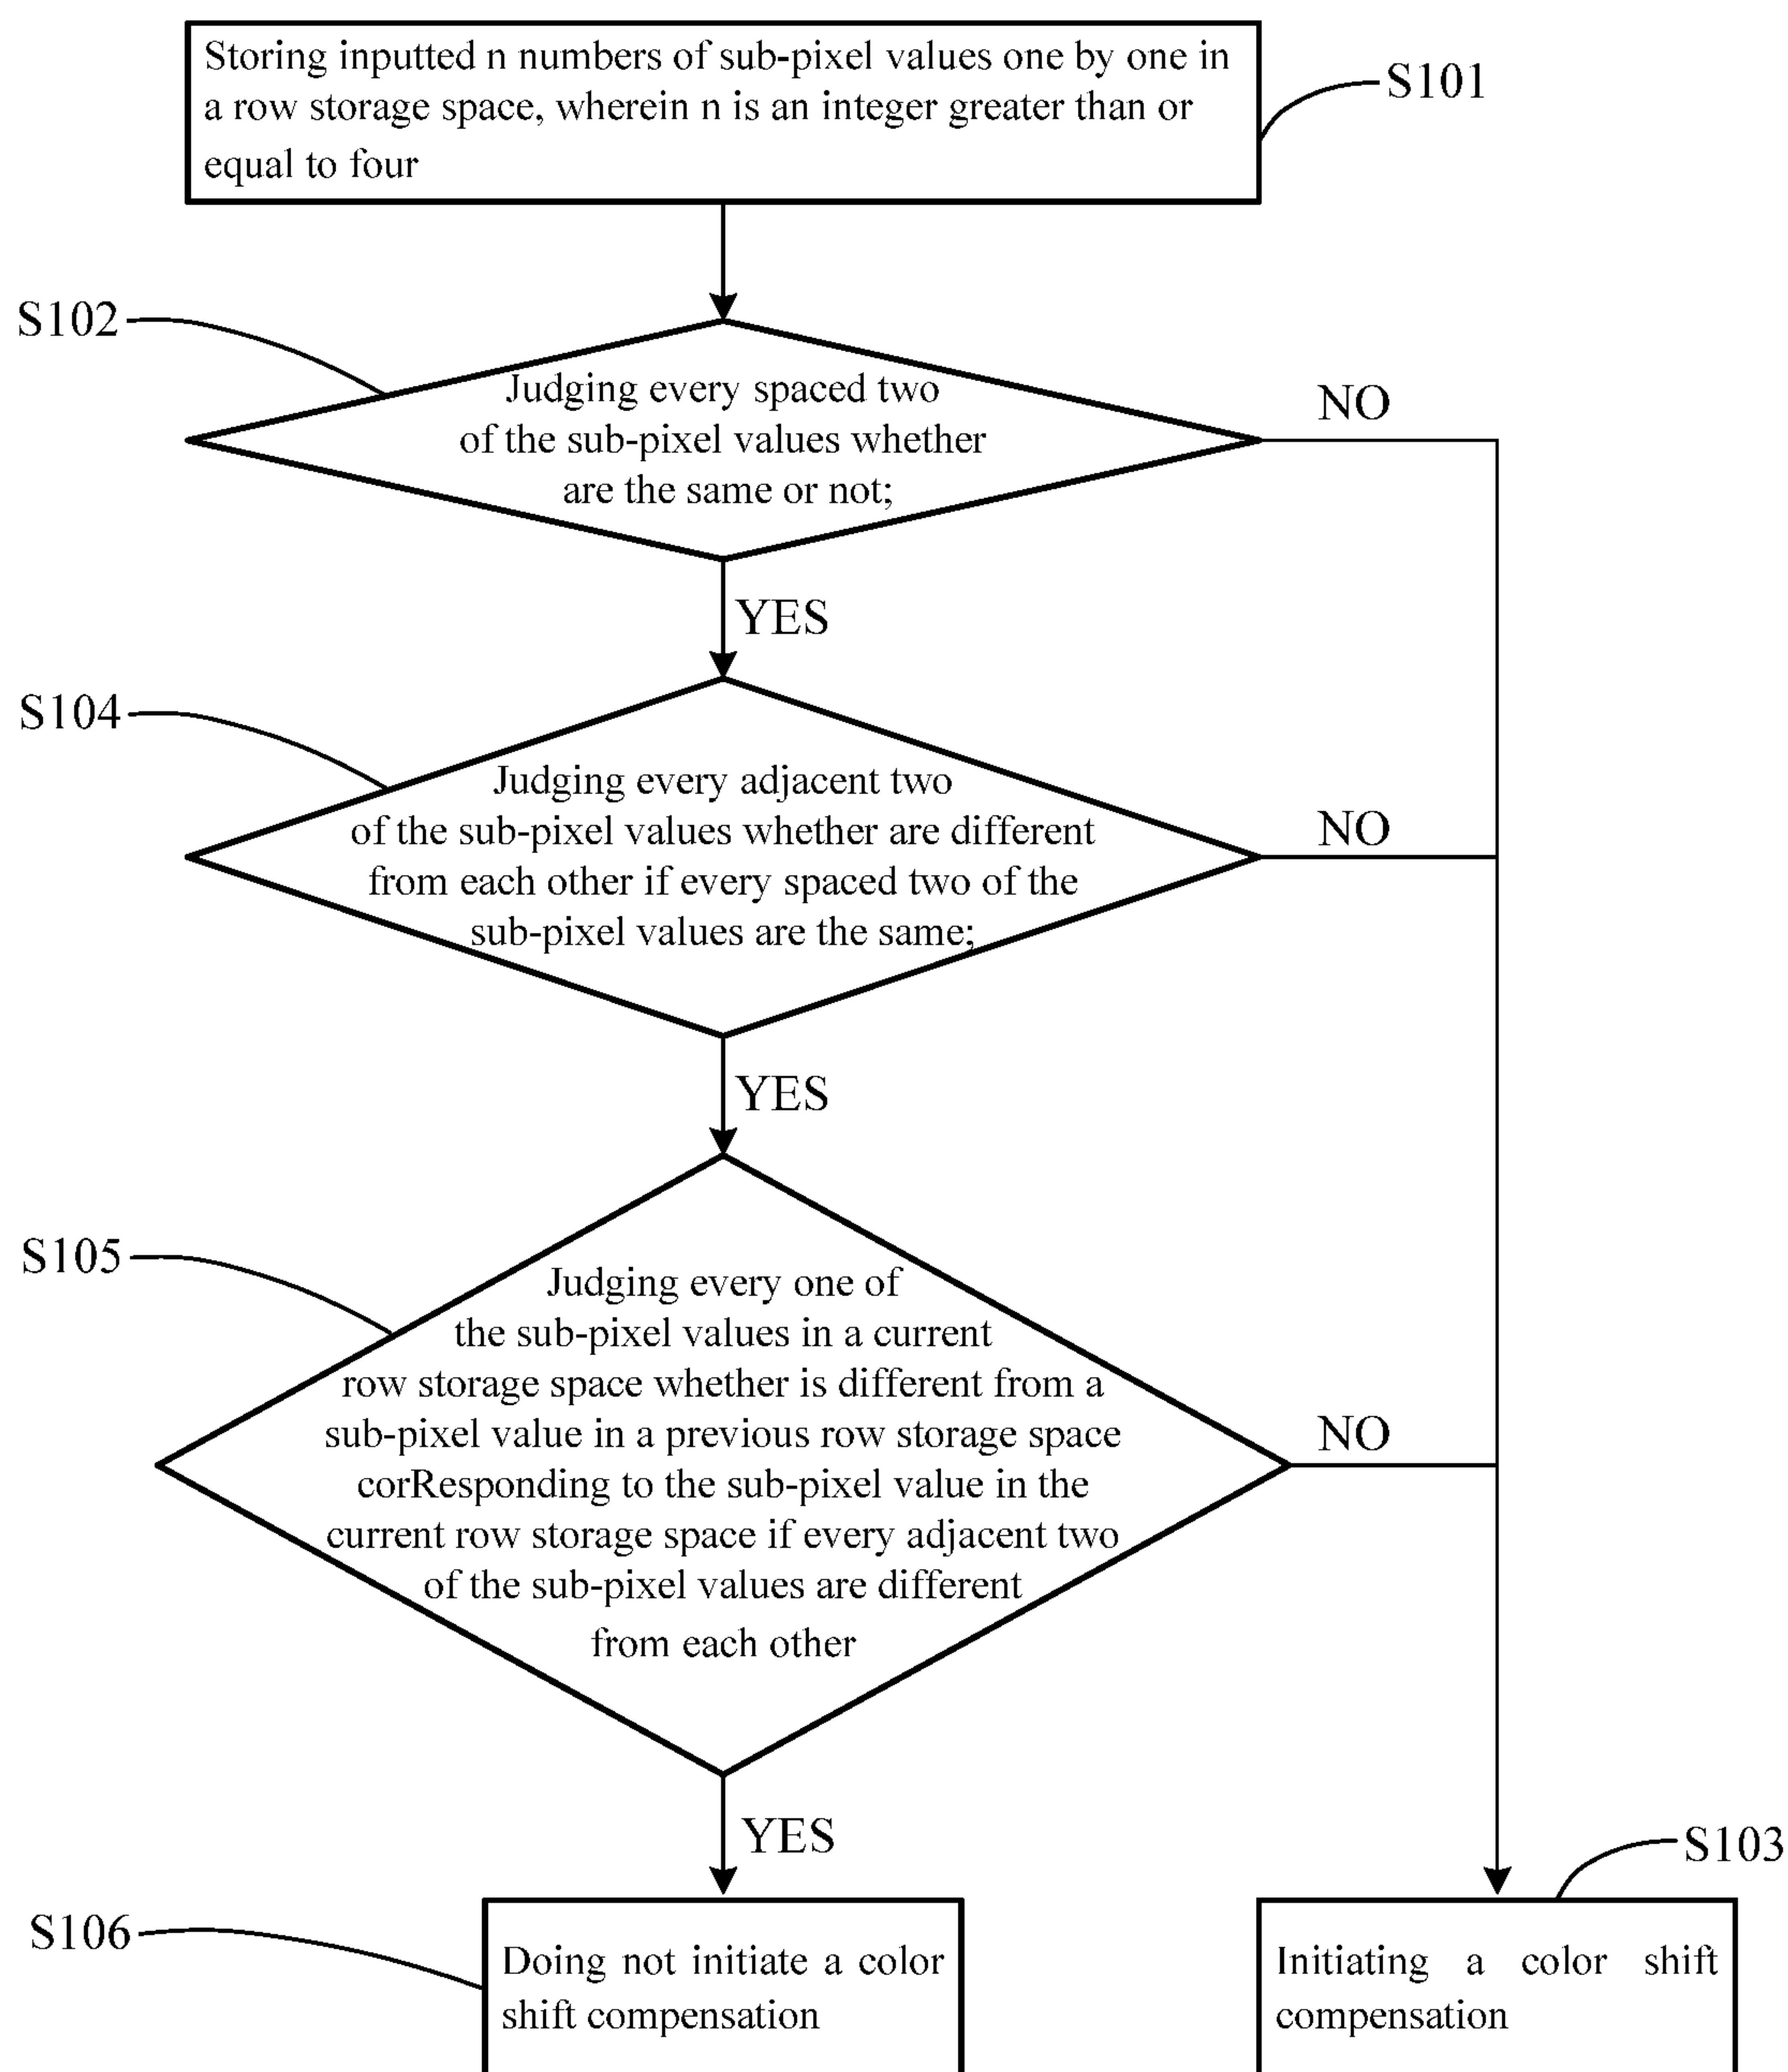 Storing inputted n numbers of sub-pixel values one by one in
a row storage space, wherein n is an integer greater than or
equal to four
S101
S102
Judging every spaced two
of the sub-pixel values whether
are the same or not;
NO
YES
S104
Judging every adjacent two
of the sub-pixel values whether are different
from each other if every spaced two of the
sub-pixel values are the same;
NO
YES
S105
Judging every one of
the sub-pixel values in a current
row storage space whether is different from a
sub-pixel value in a previous row storage space
corResponding to the sub-pixel value in the
current row storage space if every adjacent two
of the sub-pixel values are different
from each other
NO
YES
S103
S106
Doing not initiate a color
shift compensation
Initiating a color shift
compensation